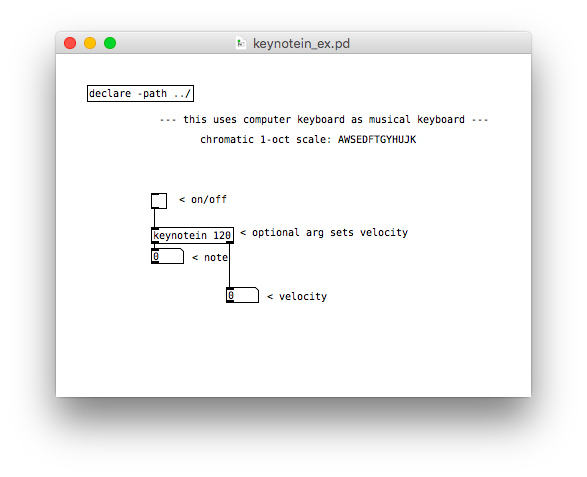 keynotein_ex.pd
declare -path ../
--- this uses computer keyboard as musical keyboard ---
chromatic 1-oct scale: AWSEDFTGYHUJK
< on/off
keynotein 120
< optional arg sets velocity
0
< note
0
< velocity